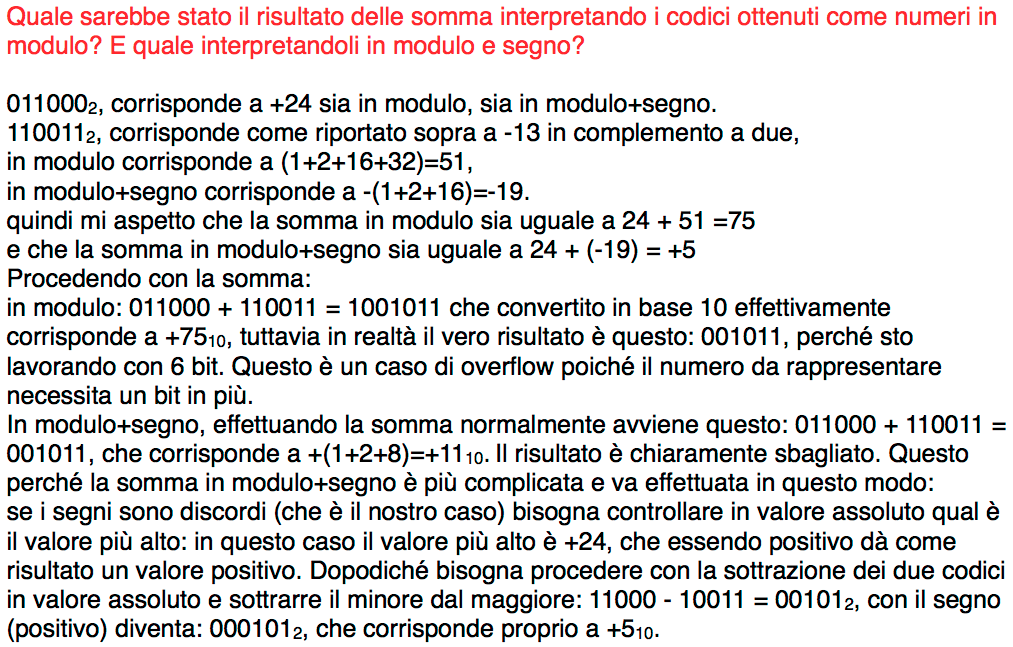 Quale sarebbe stato il risultato delle somma interpretando i codici ottenuti come numeri in
modulo? E quale interpretandoli in modulo e segno?
011000₂, corrisponde a +24 sia in modulo, sia in modulo+segno.
110011₂, corrisponde come riportato sopra a -13 in complemento a due,
in modulo corrisponde a (1+2+16+32)=51,
in modulo+segno corrisponde a -(1+2+16)=-19.
quindi mi aspetto che la somma in modulo sia uguale a 24 + 51 =75
e che la somma in modulo+segno sia uguale a 24 + (-19) = +5
Procedendo con la somma:
in modulo: 011000 + 110011 = 1001011 che convertito in base 10 effettivamente
corrisponde a +75₁₀, tuttavia in realtà il vero risultato è questo: 001011, perché sto
lavorando con 6 bit. Questo è un caso di overflow poiché il numero da rappresentare
necessita un bit in più.
In modulo+segno, effettuando la somma normalmente avviene questo: 011000 + 110011 =
001011, che corrisponde a +(1+2+8)=+11₁₀. Il risultato è chiaramente sbagliato. Questo
perché la somma in modulo+segno è più complicata e va effettuata in questo modo:
se i segni sono discordi (che è il nostro caso) bisogna controllare in valore assoluto qual è
il valore più alto: in questo caso il valore più alto è +24, che essendo positivo dà come
risultato un valore positivo. Dopodiché bisogna procedere con la sottrazione dei due codici
in valore assoluto e sottrarre il minore dal maggiore: 11000 - 10011 = 00101₂, con il segno
(positivo) diventa: 000101₂, che corrisponde proprio a +5₁₀.